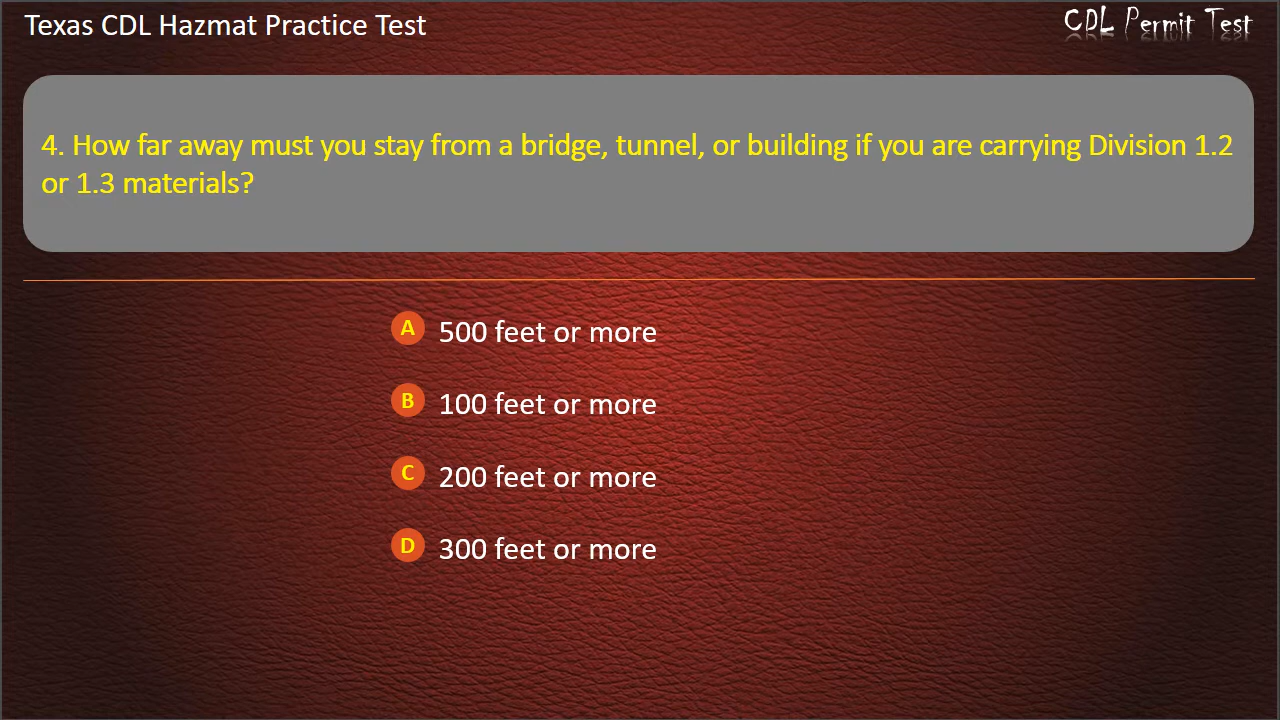 Texas CDL Hazmat Practice Test
CDL Permit Test
4. How far away must you stay from a bridge, tunnel, or building if you are carrying Division 1.2
or 1.3 materials?
A 500 feet or more
B 100 feet or more
C 200 feet or more
D 300 feet or more